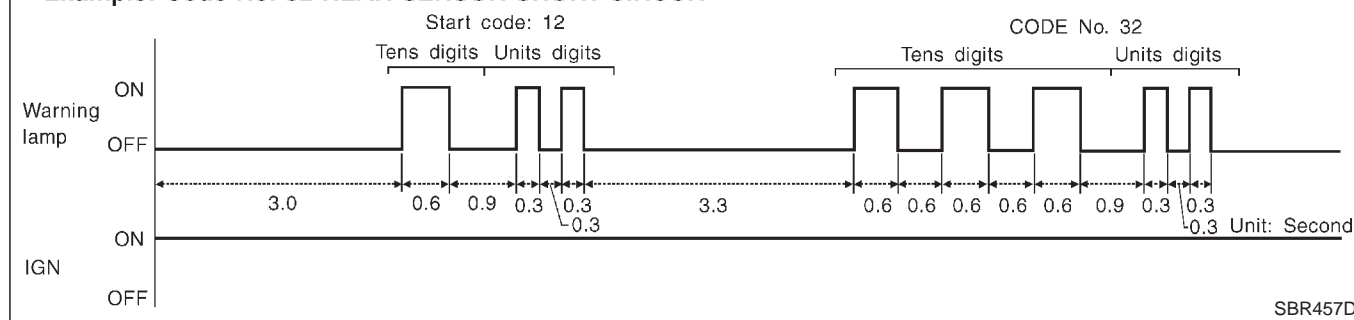 Start code: 12
CODE No. 32
Tens digits Units digits
Tens digits Units digits
ON
Warning
lamp
OFF
3.0 0.6 0.9 0.3 0.3 3.3 0.6 0.6 0.6 0.6 0.6 0.9 0.3 0.3
0.3 0.3 Unit: Second
ON
IGN
OFF
SBR457D